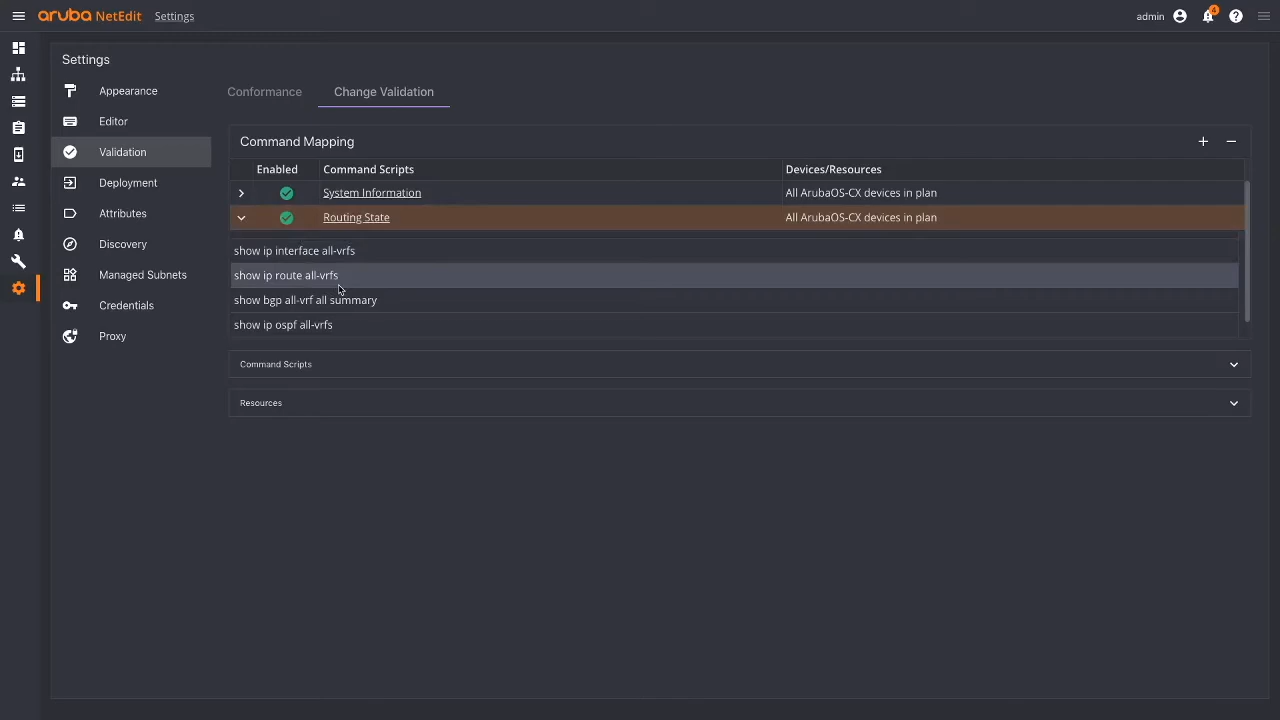 aruba NetEdit Settings admin 4
Settings
Appearance
Editor
Validation
Deployment
Attributes
Discovery
Managed Subnets
Credentials
Proxy
Conformance Change Validation
Command Mapping
Enabled Command Scripts Devices/Resources
System Information All ArubaOS-CX devices in plan
Routing State All ArubaOS-CX devices in plan
show ip interface all-vrfs
show ip route all-vrfs
show bgp all-vrf all summary
show ip ospf all-vrfs
Command Scripts
Resources